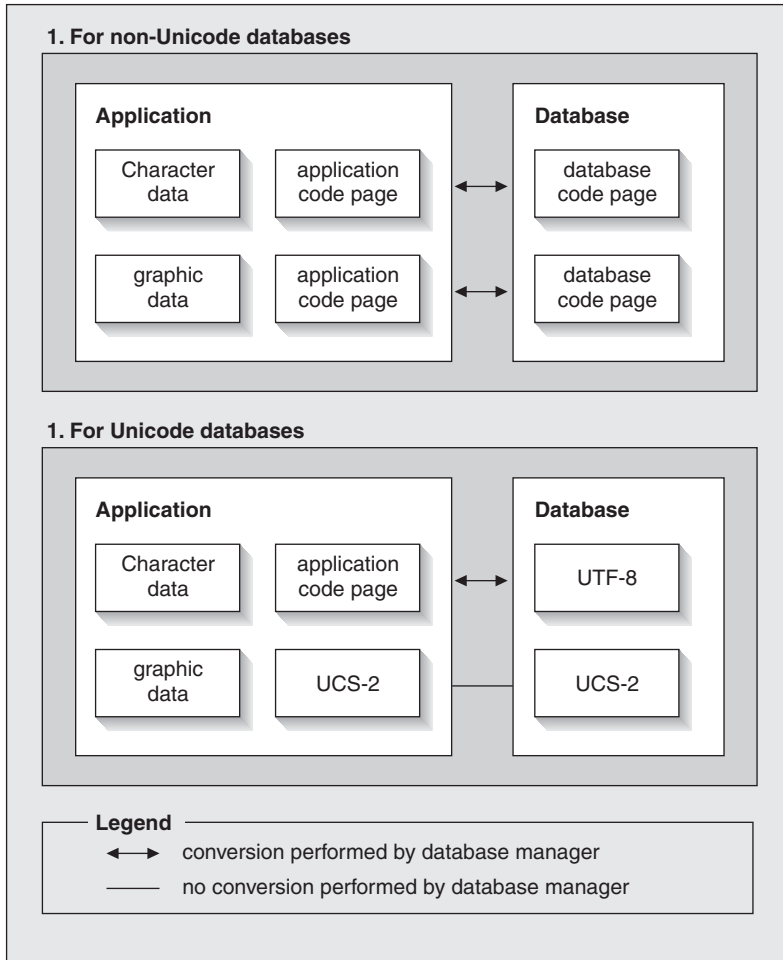 1. For non-Unicode databases
Application
Database
Character
data
application
code page
database
code page
graphic
data
application
code page
database
code page
1. For Unicode databases
Application
Database
Character
data
application
code page
UTF-8
graphic
data
UCS-2
UCS-2
Legend
conversion performed by database manager
no conversion performed by database manager